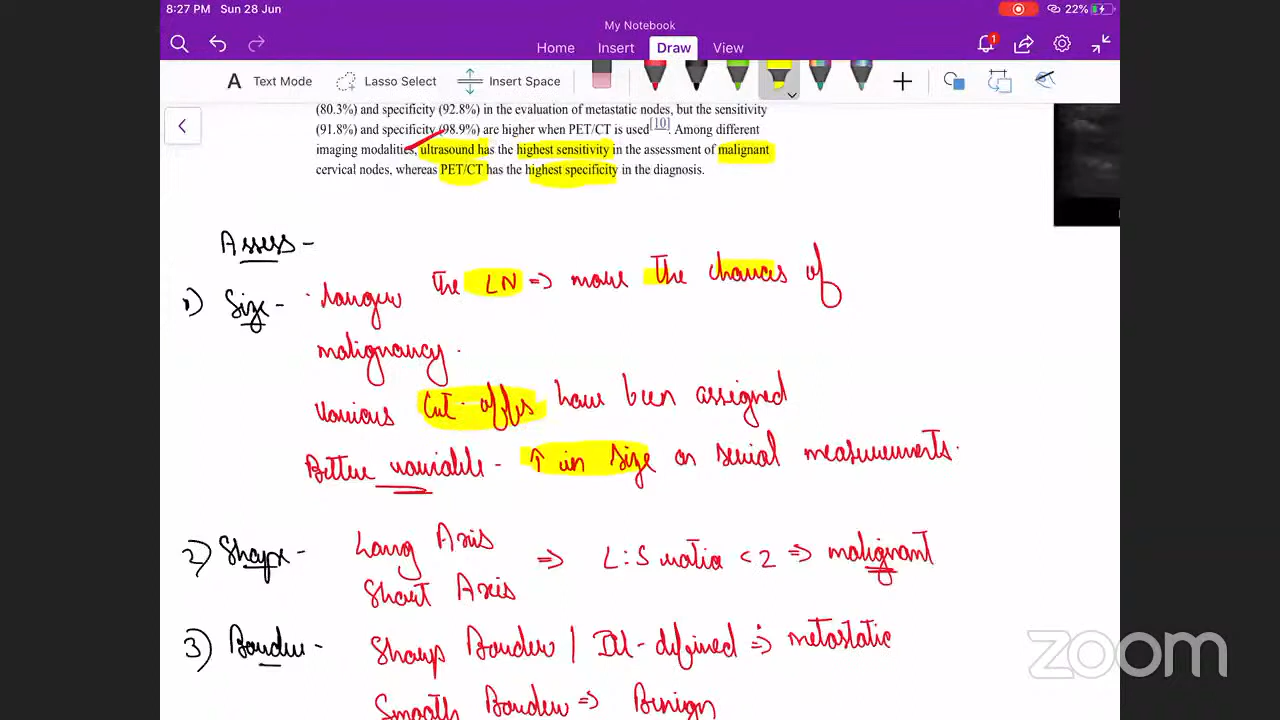 8:27 PM Sun 28 Jun
22%
My Notebook
Home Insert Draw View
1
A Text Mode Lasso Select Insert Space
(80.3%) and specificity (92.8%) in the evaluation of metastatic nodes, but the sensitivity
(91.8%) and specificity (98.9%) are higher when PET/CT is used[10]. Among different
imaging modalities, ultrasound has the highest sensitivity in the assessment of malignant
cervical nodes, whereas PET/CT has the highest specificity in the diagnosis.
Assess -
1) Size - . Larger the LN => more the chances of
malignancy.
Various Cut-offs have been assigned
Better variable - ↑ in size on serial measurements.
2) Shape - Long Axis
Short Axis => L:S ratio < 2 => malignant
3) Border - Sharp Border | Ill-defined => metastatic
Smooth Border => Benign
zoom